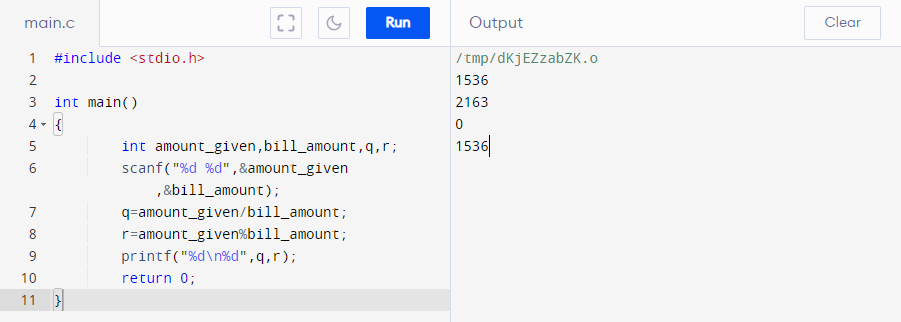 main.c
Run
Output
Clear
1 #include <stdio.h>
2
3 int main()
4 {
5 int amount_given,bill_amount,q,r;
6 scanf("%d %d",&amount_given
,&bill_amount);
7 q=amount_given/bill_amount;
8 r=amount_given%bill_amount;
9 printf("%d\n%d",q,r);
10 return 0;
11 }
/tmp/dKjEZzabZK.o
1536
2163
0
1536